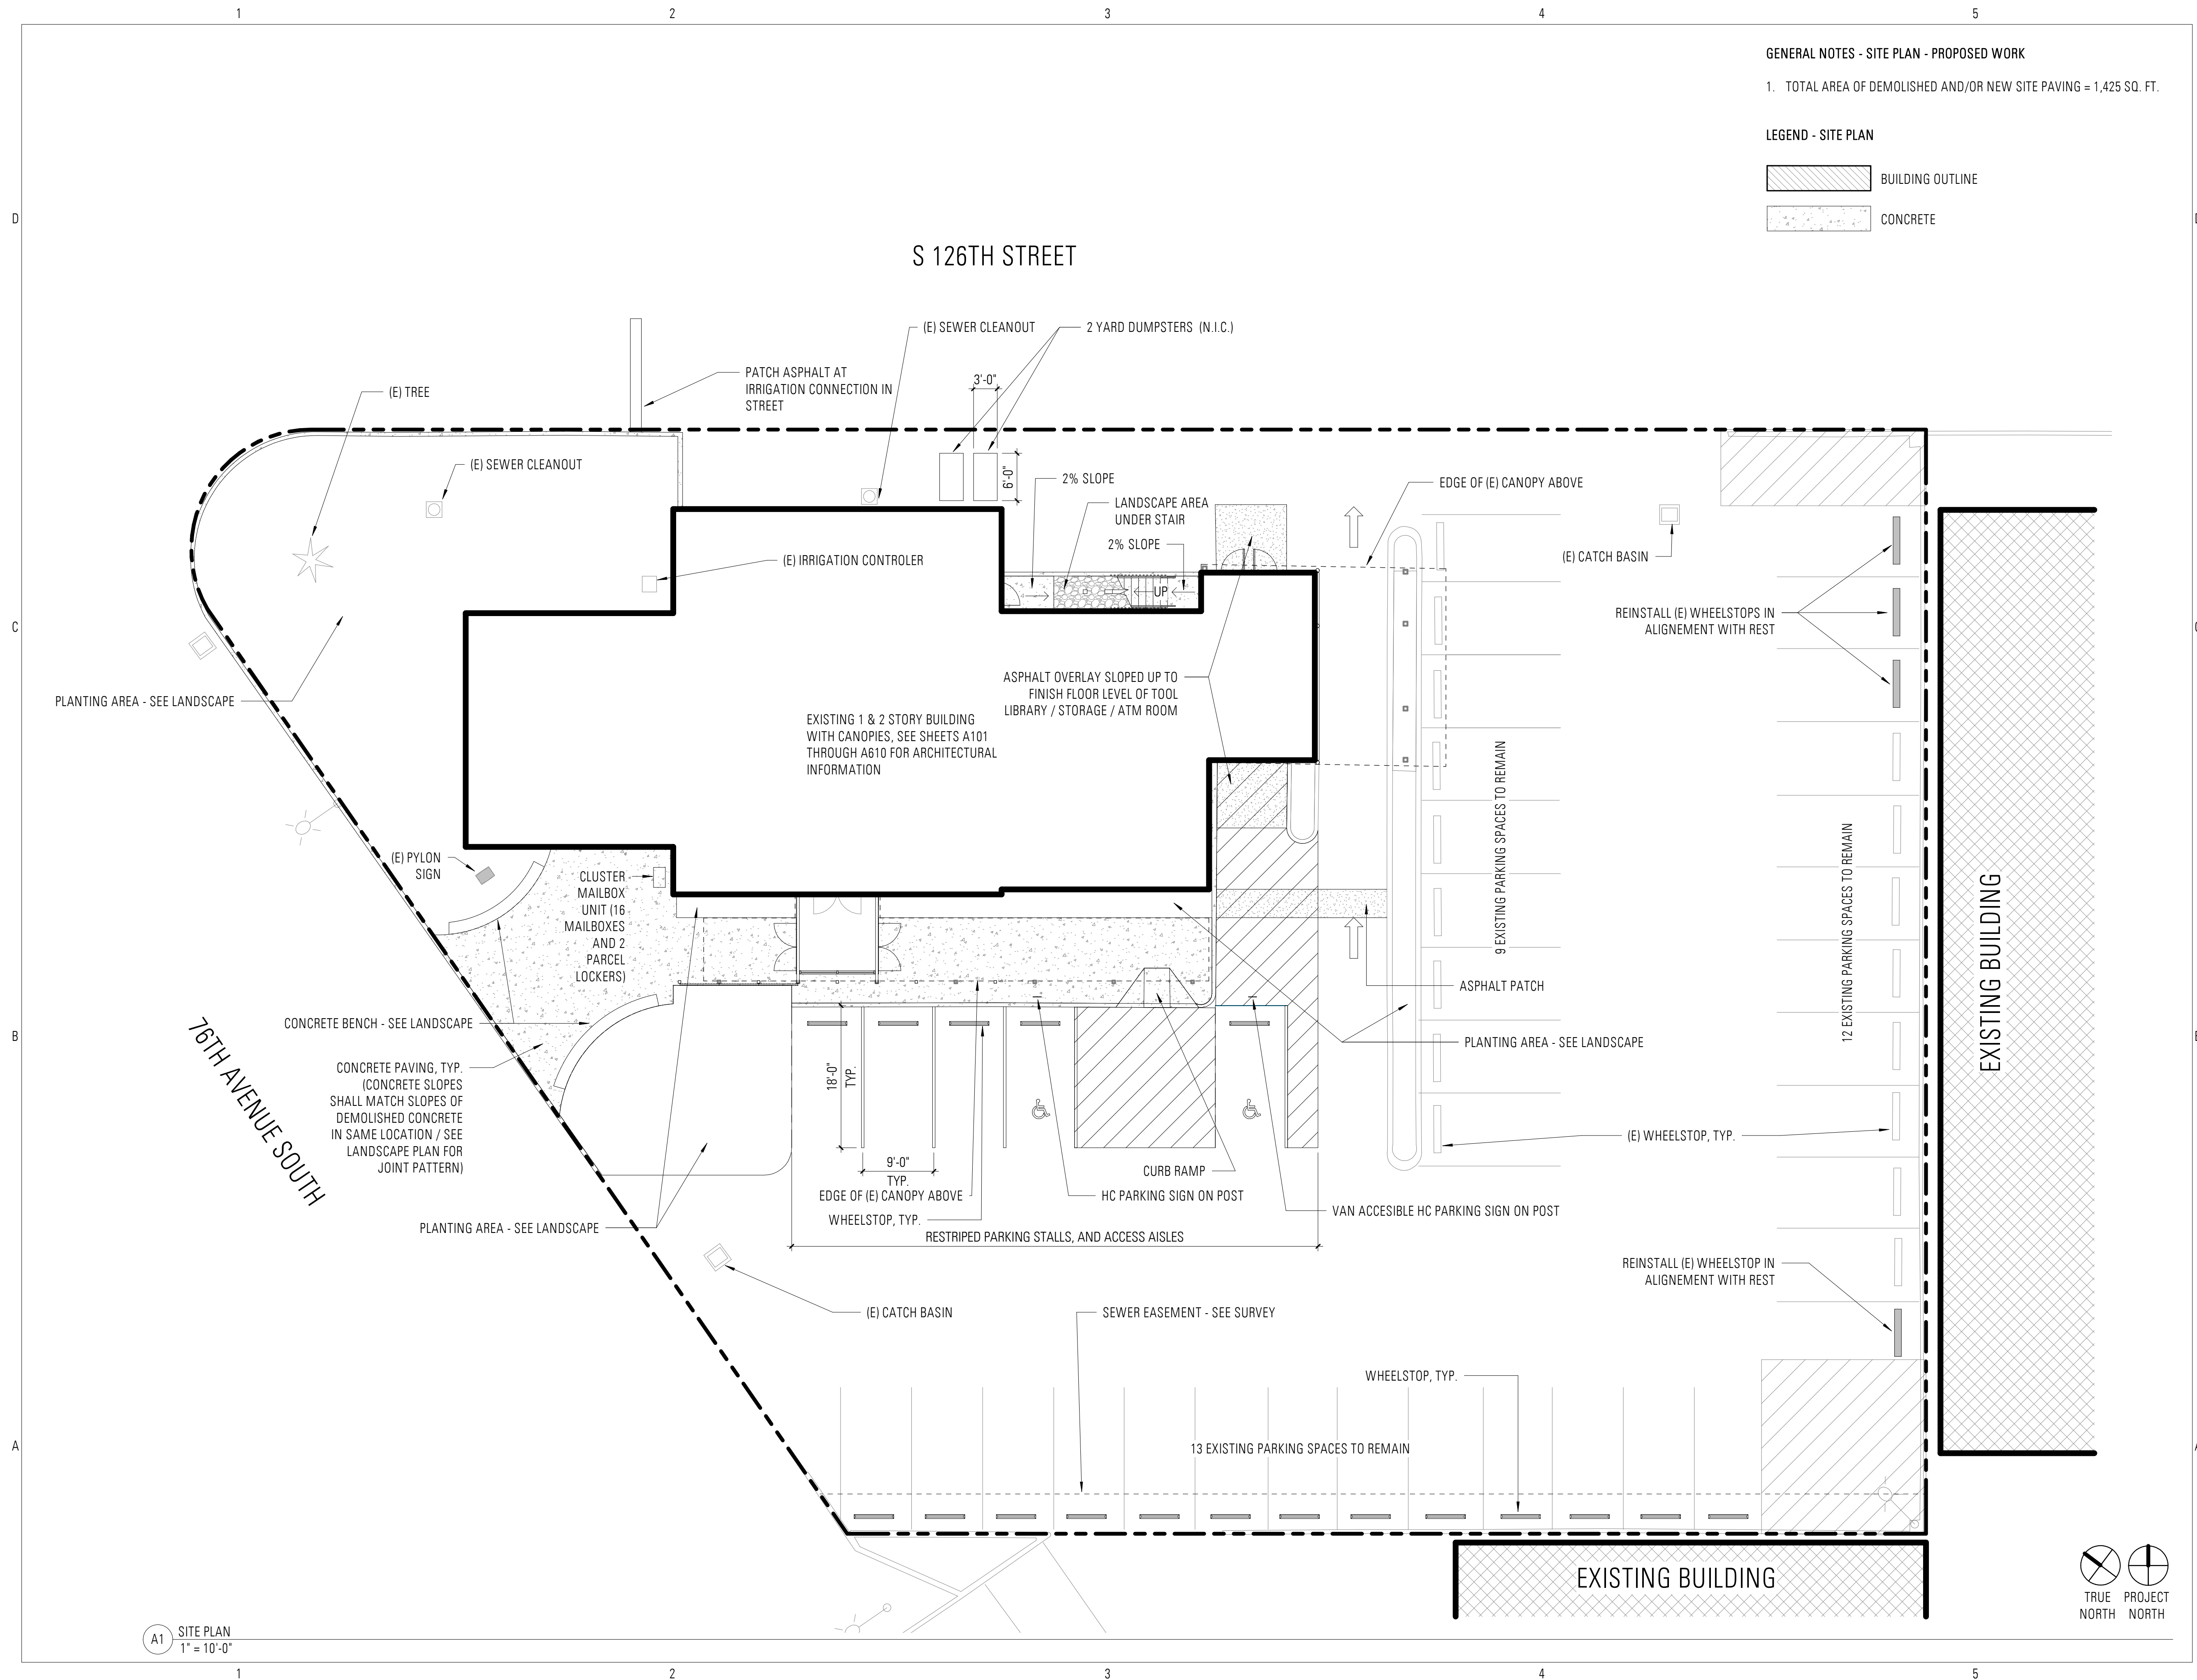 1 2 3 4 5
GENERAL NOTES - SITE PLAN - PROPOSED WORK
1. TOTAL AREA OF DEMOLISHED AND/OR NEW SITE PAVING = 1,425 SQ. FT.
LEGEND - SITE PLAN
BUILDING OUTLINE
CONCRETE
D
S 126TH STREET
(E) SEWER CLEANOUT
2 YARD DUMPSTERS (N.I.C.)
PATCH ASPHALT AT
IRRIGATION CONNECTION IN
STREET
3'-0"
(E) TREE
(E) SEWER CLEANOUT
6'-0"
2% SLOPE
LANDSCAPE AREA
UNDER STAIR
2% SLOPE
EDGE OF (E) CANOPY ABOVE
(E) CATCH BASIN
(E) IRRIGATION CONTROLER
UP
REINSTALL (E) WHEELSTOPS IN
ALIGNEMENT WITH REST
C
PLANTING AREA - SEE LANDSCAPE
ASPHALT OVERLAY SLOPED UP TO
FINISH FLOOR LEVEL OF TOOL
LIBRARY / STORAGE / ATM ROOM
EXISTING 1 & 2 STORY BUILDING
WITH CANOPIES, SEE SHEETS A101
THROUGH A610 FOR ARCHITECTURAL
INFORMATION
9 EXISTING PARKING SPACES TO REMAIN
12 EXISTING PARKING SPACES TO REMAIN
EXISTING BUILDING
(E) PYLON
SIGN
CLUSTER
MAILBOX
UNIT (16
MAILBOXES
AND 2
PARCEL
LOCKERS)
ASPHALT PATCH
CONCRETE BENCH - SEE LANDSCAPE
PLANTING AREA - SEE LANDSCAPE
B
76TH AVENUE SOUTH
CONCRETE PAVING, TYP.
(CONCRETE SLOPES
SHALL MATCH SLOPES OF
DEMOLISHED CONCRETE
IN SAME LOCATION / SEE
LANDSCAPE PLAN FOR
JOINT PATTERN)
18'-0"
TYP.
9'-0"
TYP.
(E) WHEELSTOP, TYP.
CURB RAMP
EDGE OF (E) CANOPY ABOVE
HC PARKING SIGN ON POST
WHEELSTOP, TYP.
VAN ACCESIBLE HC PARKING SIGN ON POST
PLANTING AREA - SEE LANDSCAPE
RESTRIPED PARKING STALLS, AND ACCESS AISLES
REINSTALL (E) WHEELSTOP IN
ALIGNEMENT WITH REST
(E) CATCH BASIN
SEWER EASEMENT - SEE SURVEY
WHEELSTOP, TYP.
A
13 EXISTING PARKING SPACES TO REMAIN
EXISTING BUILDING
TRUE
NORTH
PROJECT
NORTH
A1
SITE PLAN
1" = 10'-0"
1 2 3 4 5